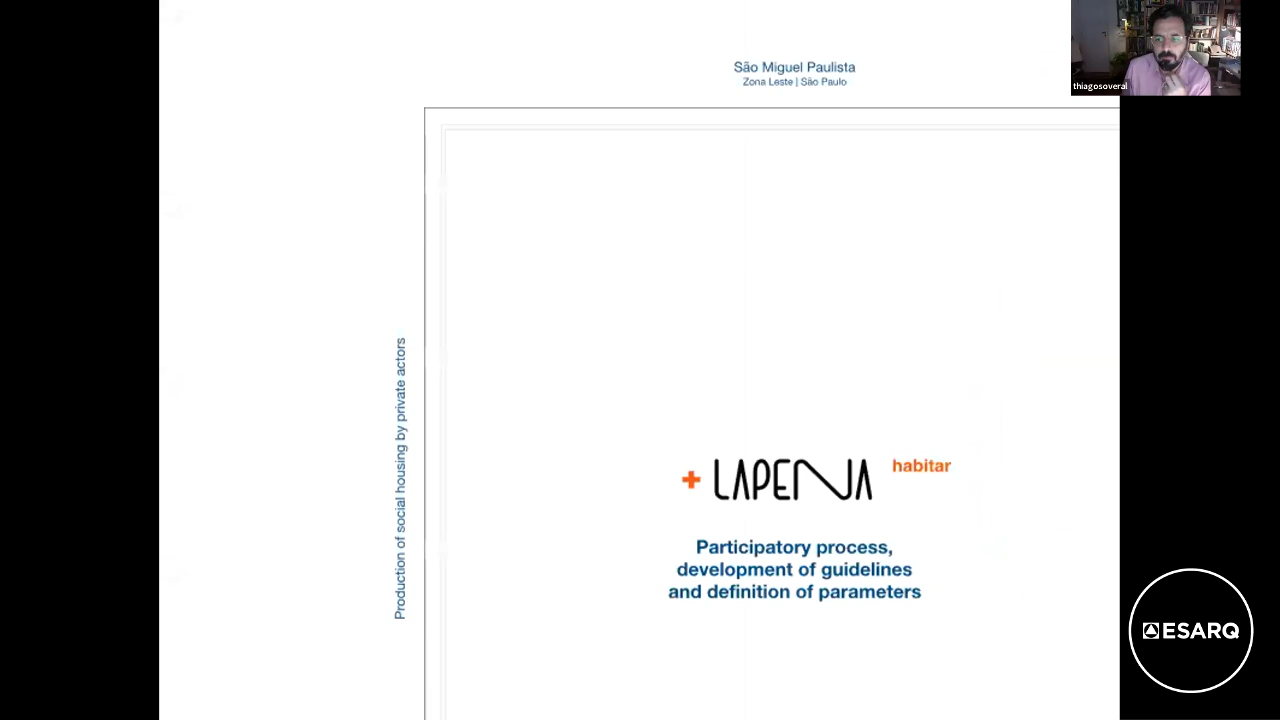 São Miguel Paulista
Zona Leste | São Paulo
thiagosoveral
Production of social housing by private actors
+ LAPENA habitar
Participatory process,
development of guidelines
and definition of parameters
ESARQ